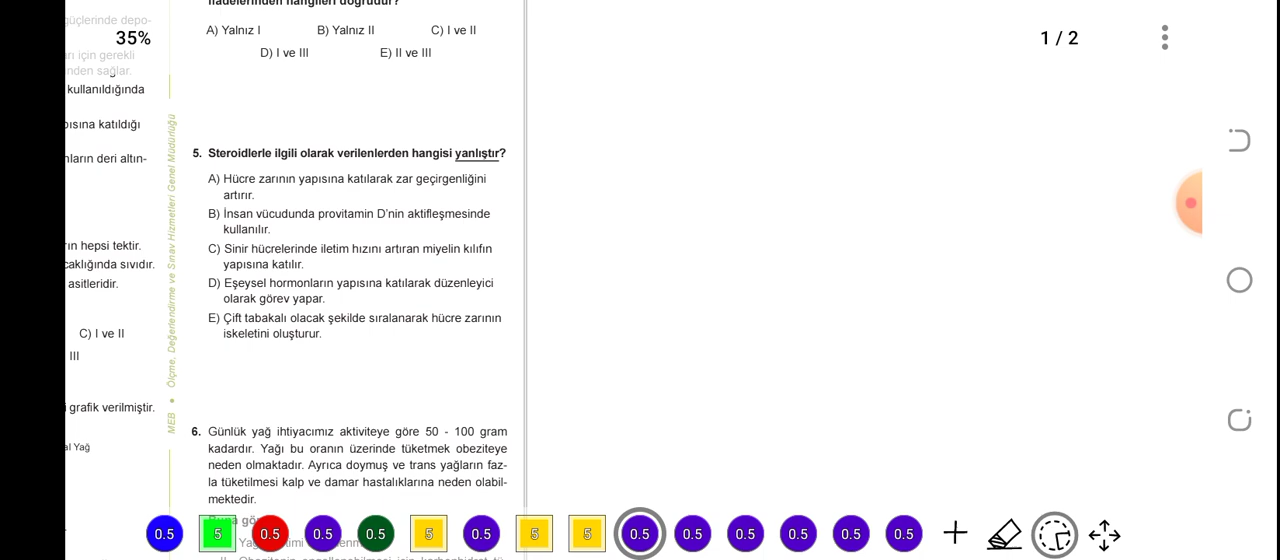 güçlerinde depo-
35%
arı için gerekli
nden sağlar.
kullanıldığında
pısına katıldığı
nların deri altın-
ın hepsi tektir.
caklığında sıvıdır.
asitleridir.
C) I ve II
III
i grafik verilmiştir.
al Yağ
MEB • Ölçme, Değerlendirme ve Sınav Hizmetleri Genel Müdürlüğü
ifadelerinden hangileri doğrudur?
A) Yalnız I B) Yalnız II C) I ve II
D) I ve III E) II ve III
5. Steroidlerle ilgili olarak verilenlerden hangisi yanlıştır?
A) Hücre zarının yapısına katılarak zar geçirgenliğini
artırır.
B) İnsan vücudunda provitamin D'nin aktifleşmesinde
kullanılır.
C) Sinir hücrelerinde iletim hızını artıran miyelin kılıfın
yapısına katılır.
D) Eşeysel hormonların yapısına katılarak düzenleyici
olarak görev yapar.
E) Çift tabakalı olacak şekilde sıralanarak hücre zarının
iskeletini oluşturur.
6. Günlük yağ ihtiyacımız aktiviteye göre 50 - 100 gram
kadardır. Yağı bu oranın üzerinde tüketmek obeziteye
neden olmaktadır. Ayrıca doymuş ve trans yağların faz-
la tüketilmesi kalp ve damar hastalıklarına neden olabil-
mektedir.
1 / 2
0.5 5 0.5 0.5 0.5 5 0.5 5 5 0.5 0.5 0.5 0.5 0.5 0.5